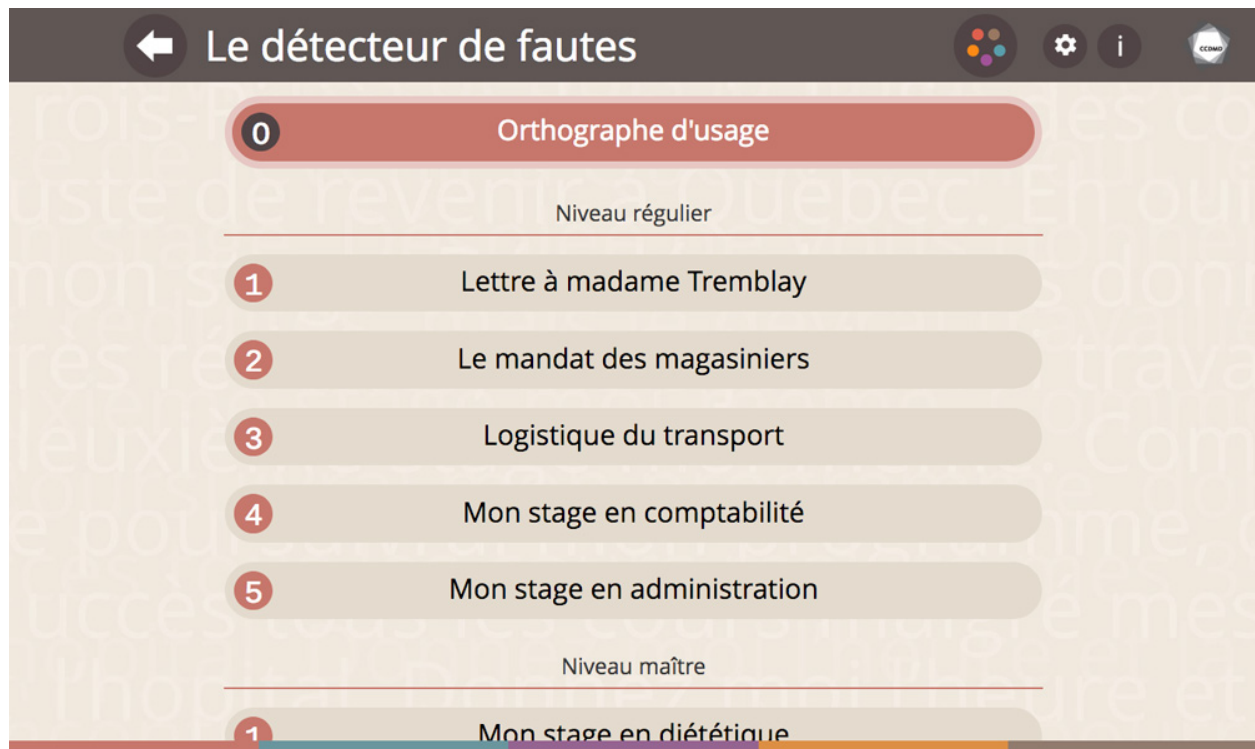 Le détecteur de fautes
i
CCDMD
0 Orthographe d'usage
Niveau régulier
1 Lettre à madame Tremblay
2 Le mandat des magasiniers
3 Logistique du transport
4 Mon stage en comptabilité
5 Mon stage en administration
Niveau maître
1 Mon stage en diététique